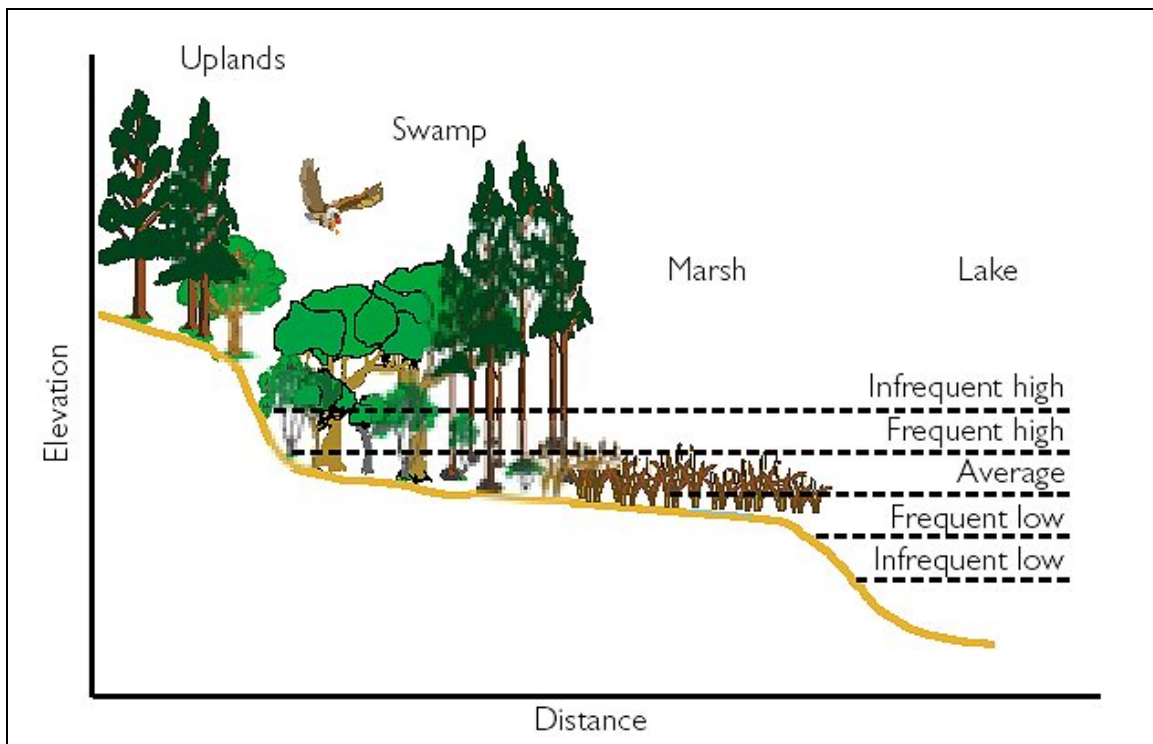 Uplands
Swamp
Marsh
Lake
Infrequent high
Frequent high
Average
Frequent low
Infrequent low
Elevation
Distance